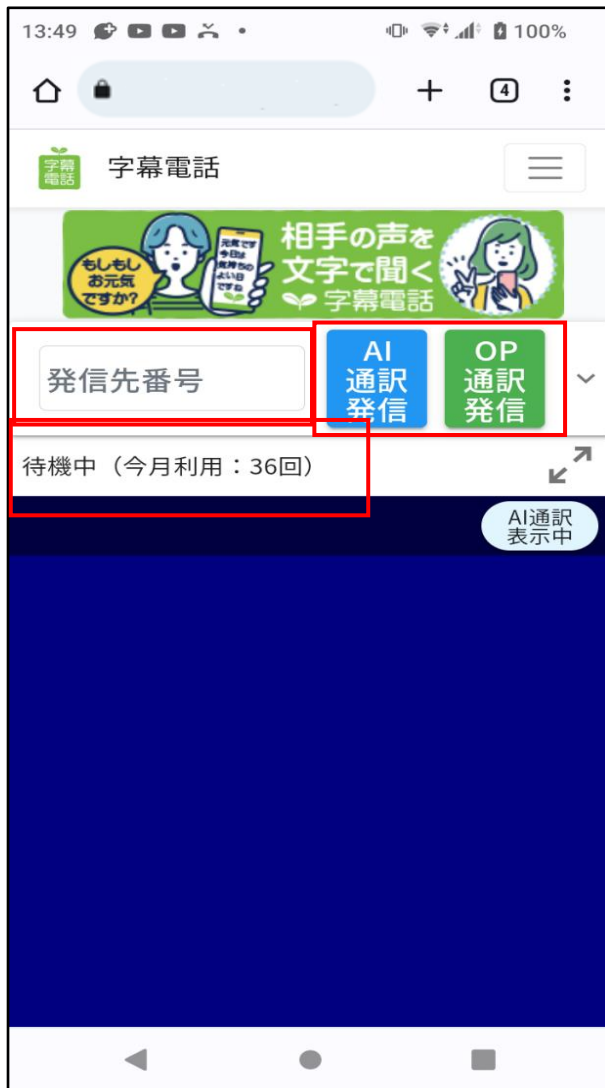 13:49
100%
4
字幕
電話
字幕電話
もしもし
お元気
ですか?
元気です
今日は
気持ちの
よい日
ですね
相手の声を
文字で聞く
字幕電話
発信先番号
AI
通訳
発信
OP
通訳
発信
待機中（今月利用：36回）
AI通訳
表示中